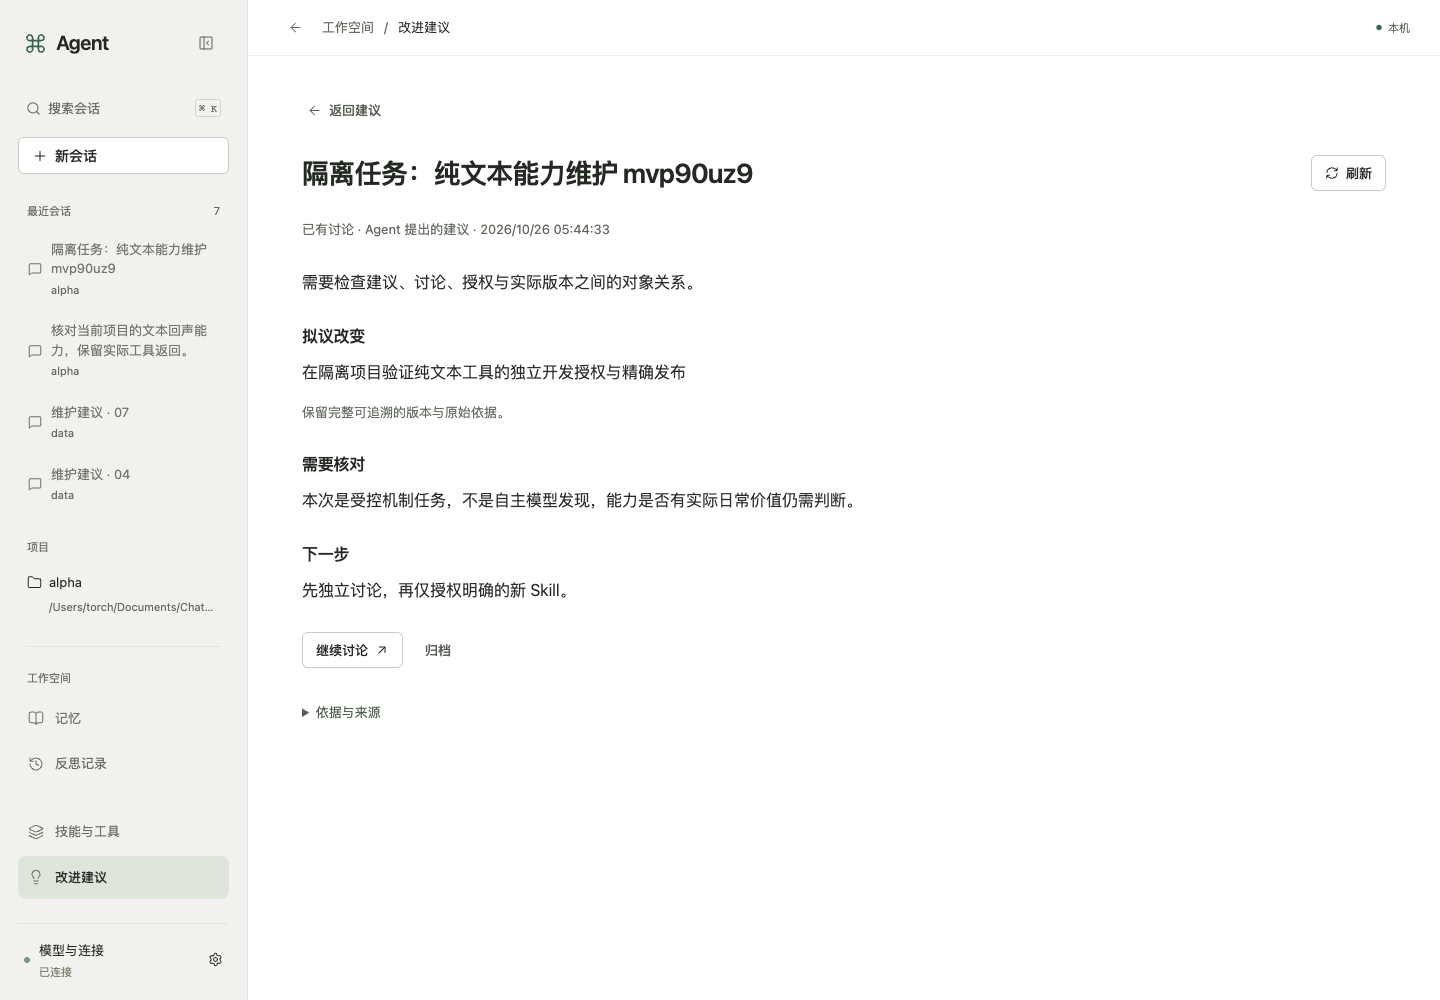 Agent
搜索会话
⌘ K
新会话
最近会话 7
隔离任务：纯文本能力维护
mvp90uz9
alpha
核对当前项目的文本回声能
力，保留实际工具返回。
alpha
维护建议 · 07
data
维护建议 · 04
data
项目
alpha
/Users/torch/Documents/Chat...
工作空间
记忆
反思记录
技能与工具
改进建议
模型与连接
已连接
工作空间 / 改进建议
本机
返回建议
隔离任务：纯文本能力维护 mvp90uz9
刷新
已有讨论 · Agent 提出的建议 · 2026/10/26 05:44:33
需要检查建议、讨论、授权与实际版本之间的对象关系。
拟议改变
在隔离项目验证纯文本工具的独立开发授权与精确发布
保留完整可追溯的版本与原始依据。
需要核对
本次是受控机制任务，不是自主模型发现，能力是否有实际日常价值仍需判断。
下一步
先独立讨论，再仅授权明确的新 Skill。
继续讨论 归档
依据与来源